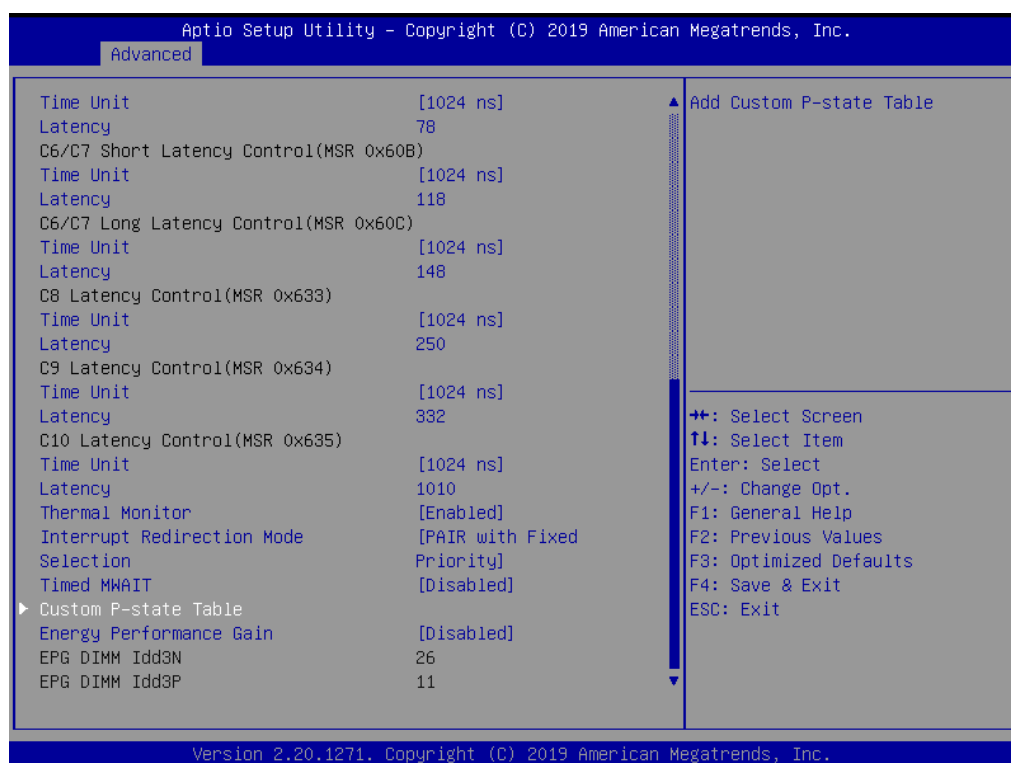 Aptio Setup Utility – Copyright (C) 2019 American Megatrends, Inc.
Advanced
Time Unit [1024 ns]
Latency 78
C6/C7 Short Latency Control(MSR 0x60B)
Time Unit [1024 ns]
Latency 118
C6/C7 Long Latency Control(MSR 0x60C)
Time Unit [1024 ns]
Latency 148
C8 Latency Control(MSR 0x633)
Time Unit [1024 ns]
Latency 250
C9 Latency Control(MSR 0x634)
Time Unit [1024 ns]
Latency 332
C10 Latency Control(MSR 0x635)
Time Unit [1024 ns]
Latency 1010
Thermal Monitor [Enabled]
Interrupt Redirection Mode [PAIR with Fixed
Selection Priority]
Timed MWAIT [Disabled]
Custom P-state Table
Energy Performance Gain [Disabled]
EPG DIMM Idd3N 26
EPG DIMM Idd3P 11
Add Custom P-state Table
→←: Select Screen
↑↓: Select Item
Enter: Select
+/-: Change Opt.
F1: General Help
F2: Previous Values
F3: Optimized Defaults
F4: Save & Exit
ESC: Exit
Version 2.20.1271. Copyright (C) 2019 American Megatrends, Inc.